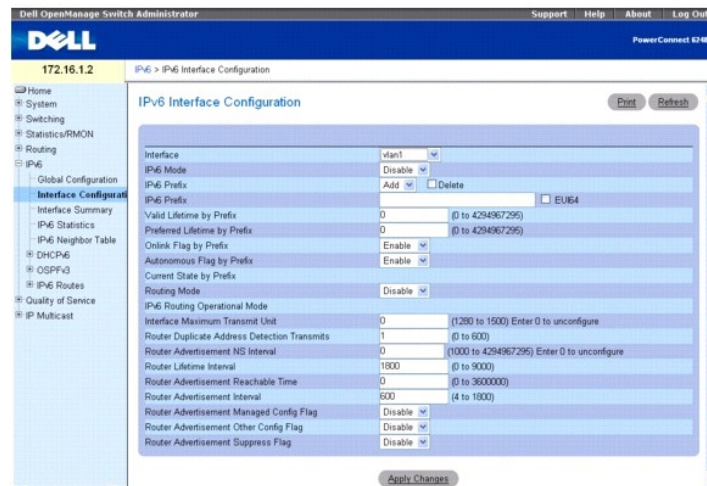 Dell OpenManage Switch Administrator
Support Help About Log Out
DELL
PowerConnect 6248
172.16.1.2
IPv6 > IPv6 Interface Configuration
Home
System
Switching
Statistics/RMON
Routing
IPv6
Global Configuration
Interface Configurati
Interface Summary
IPv6 Statistics
IPv6 Neighbor Table
DHCPv6
OSPFv3
IPv6 Routes
Quality of Service
IP Multicast
IPv6 Interface Configuration
Print Refresh
Interface vlan1
IPv6 Mode Disable
IPv6 Prefix Add Delete
IPv6 Prefix EUI64
Valid Lifetime by Prefix 0 (0 to 4294967295)
Preferred Lifetime by Prefix 0 (0 to 4294967295)
Onlink Flag by Prefix Enable
Autonomous Flag by Prefix Enable
Current State by Prefix
Routing Mode Disable
IPv6 Routing Operational Mode
Interface Maximum Transmit Unit 0 (1280 to 1500) Enter 0 to unconfigure
Router Duplicate Address Detection Transmits 1 (0 to 600)
Router Advertisement NS Interval 0 (1000 to 4294967295) Enter 0 to unconfigure
Router Lifetime Interval 1800 (0 to 9000)
Router Advertisement Reachable Time 0 (0 to 3600000)
Router Advertisement Interval 600 (4 to 1800)
Router Advertisement Managed Config Flag Disable
Router Advertisement Other Config Flag Disable
Router Advertisement Suppress Flag Disable
Apply Changes